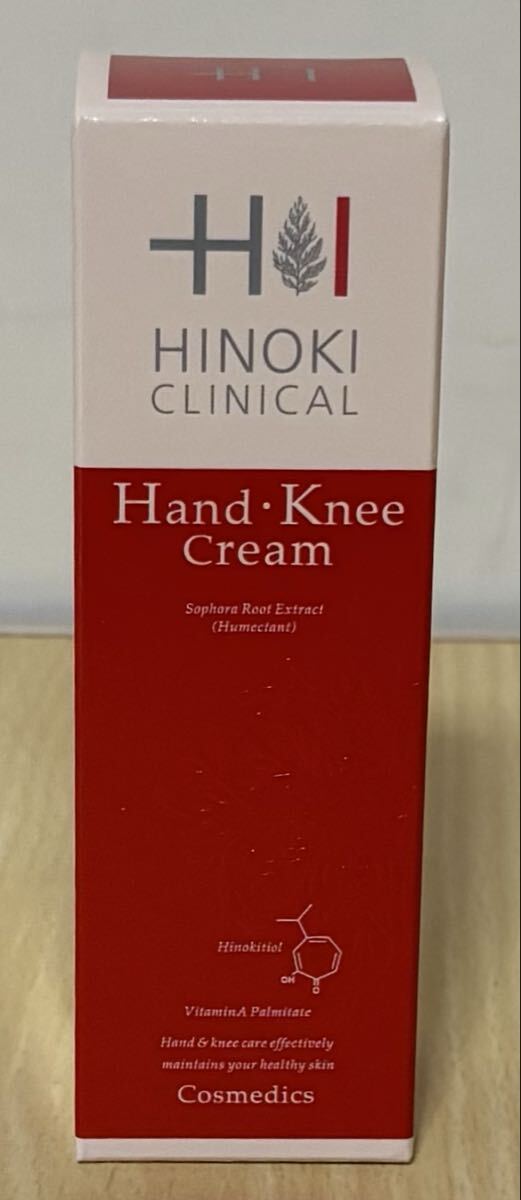 HI
HINOKI
CLINICAL
Hand・Knee
Cream
Sophora Root Extract
(Humectant)
Hinokitiol
OH
O
VitaminA Palmitate
Hand & knee care effectively
maintains your healthy skin
Cosmedics